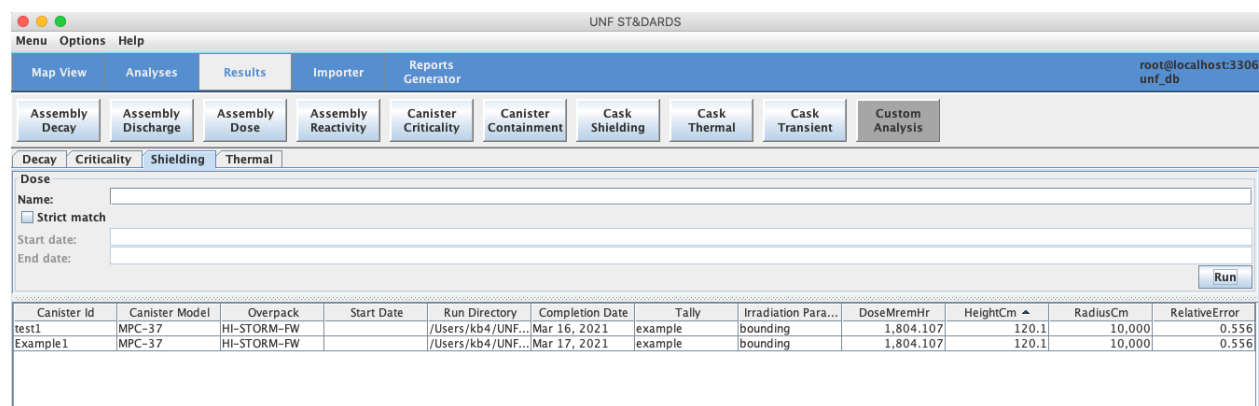 UNF ST&DARDS
Menu Options Help
Map View Analyses Results Importer Reports Generator root@localhost:3306 unf_db
Assembly Decay Assembly Discharge Assembly Dose Assembly Reactivity Canister Criticality Canister Containment Cask Shielding Cask Thermal Cask Transient Custom Analysis
Decay Criticality Shielding Thermal
Dose
Name:
Strict match
Start date:
End date:
Run
Canister Id Canister Model Overpack Start Date Run Directory Completion Date Tally Irradiation Para... DoseMremHr HeightCm RadiusCm RelativeError
test1 MPC-37 HI-STORM-FW /Users/kb4/UNF... Mar 16, 2021 example bounding 1,804.107 120.1 10,000 0.556
Example1 MPC-37 HI-STORM-FW /Users/kb4/UNF... Mar 17, 2021 example bounding 1,804.107 120.1 10,000 0.556